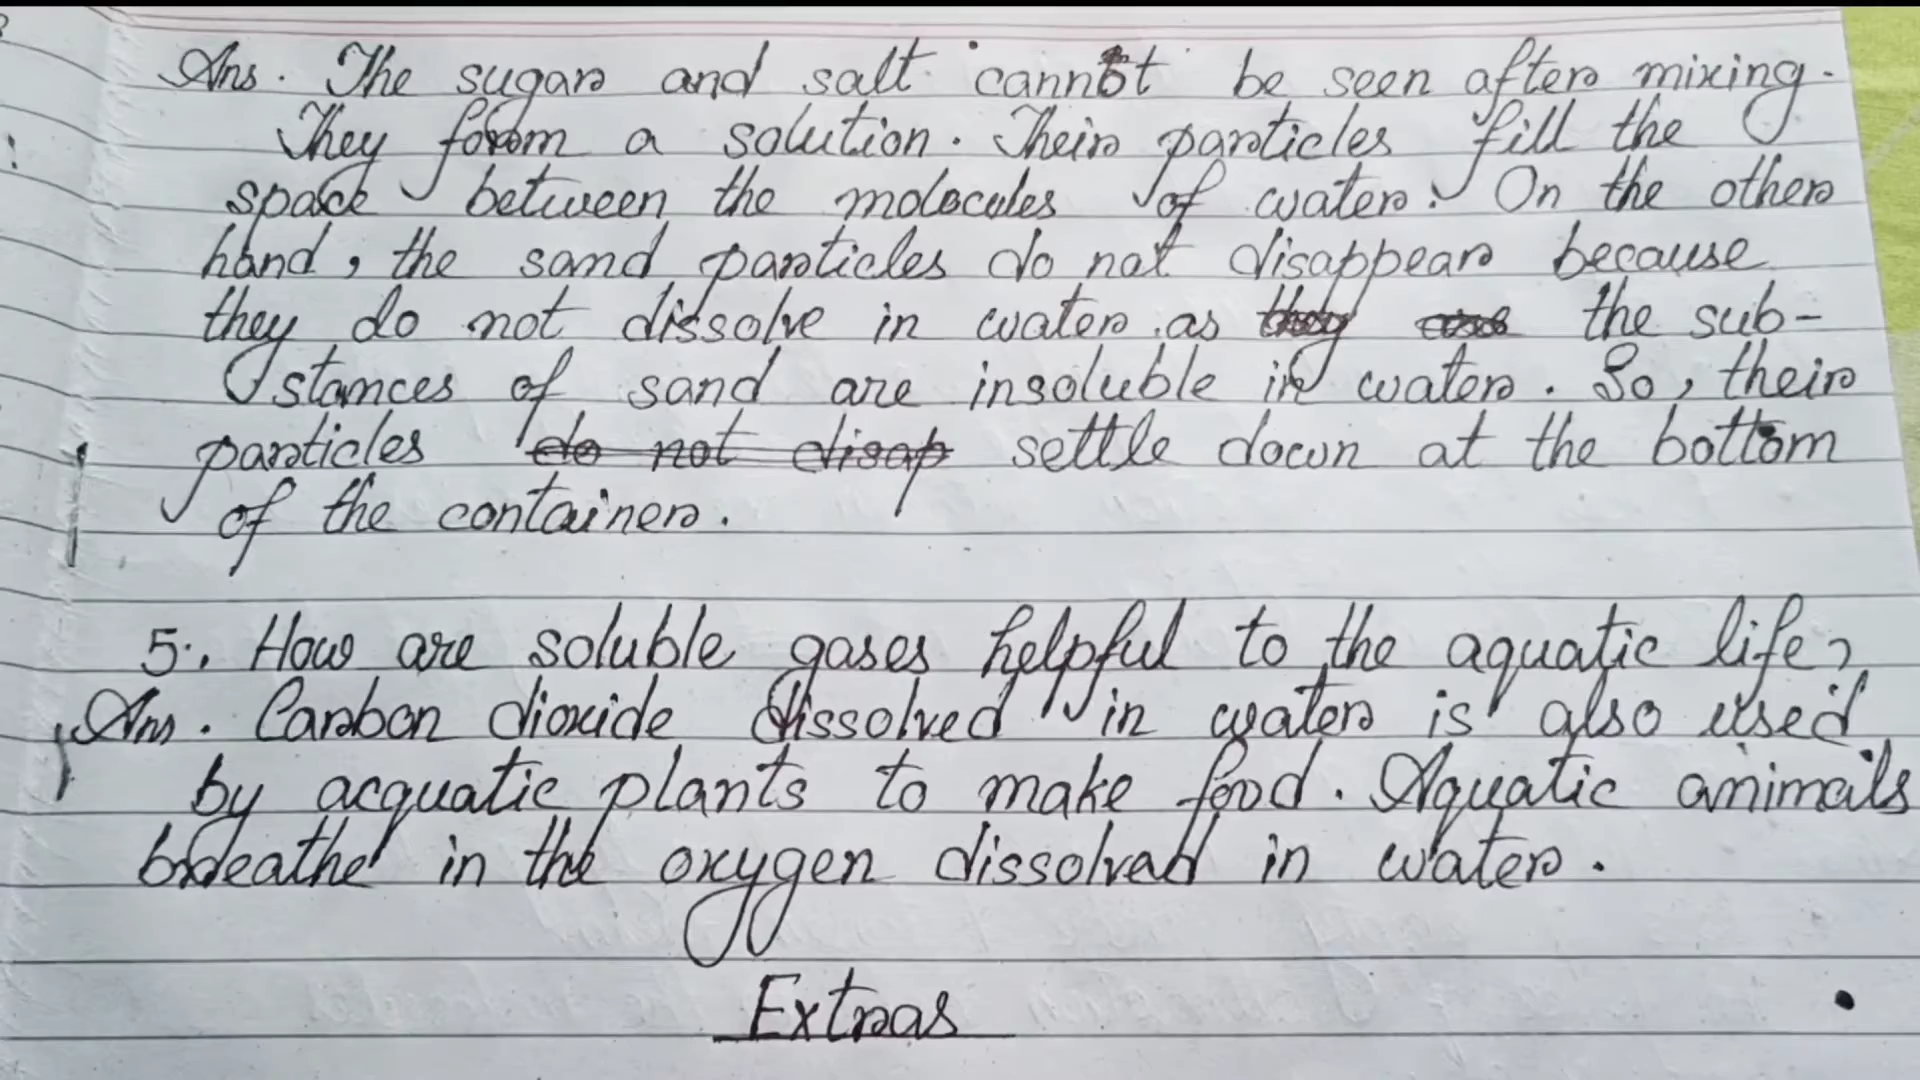 Ans. The sugar and salt cannot be seen after mixing.
They form a solution. Their particles fill the
space between the molecules of water. On the other
hand, the sand particles do not disappear because
they do not dissolve in water as they the sub-
stances of sand are insoluble in water. So, their
particles do not disap settle down at the bottom
of the container.
5. How are soluble gases helpful to the aquatic life?
Ans. Carbon dioxide dissolved in water is also used
by acquatic plants to make food. Aquatic animals
breathe in the oxygen dissolved in water.
Extras